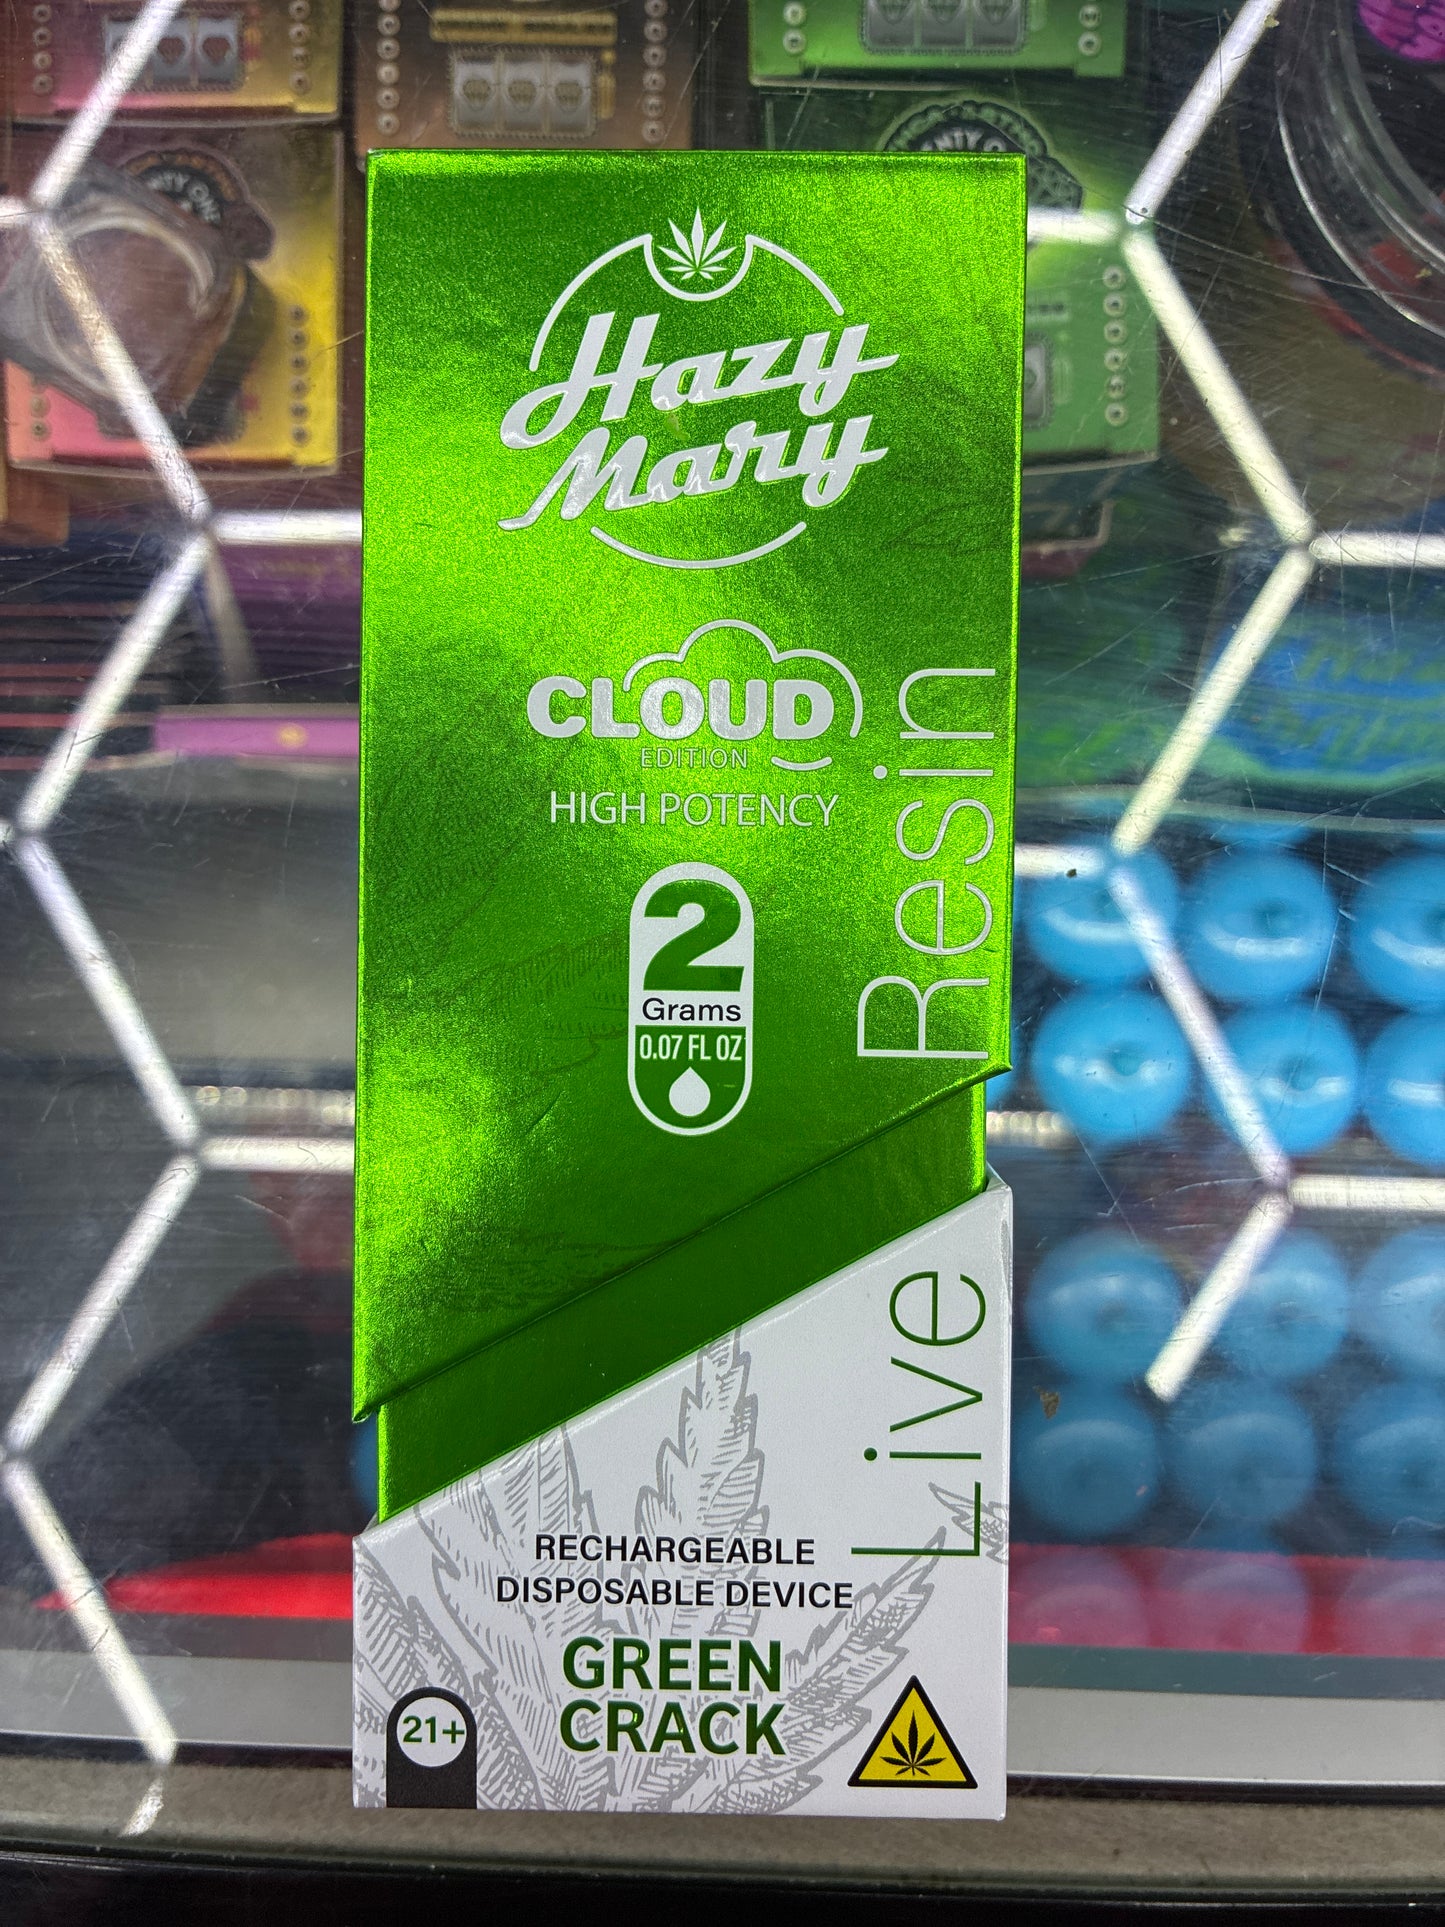 Hazy
Mary
CLOUD
EDITION
HIGH POTENCY
2
Grams
0.07 FL OZ
Live Resin
RECHARGEABLE
DISPOSABLE DEVICE
GREEN
CRACK
21+